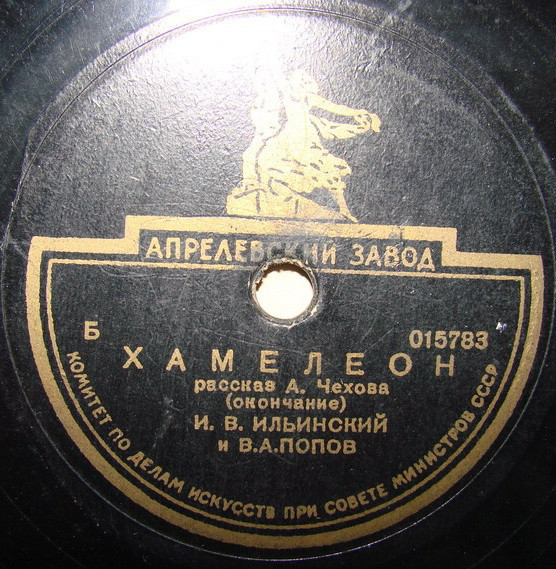 АПРЕЛЕВСКИЙ ЗАВОД
Б 015783
ХАМЕЛЕОН
рассказ А. Чехова
(окончание)
И. В. ИЛЬИНСКИЙ
и В.А.ПОПОВ
КОМИТЕТ ПО ДЕЛАМ ИСКУССТВ ПРИ СОВЕТЕ МИНИСТРОВ СССР